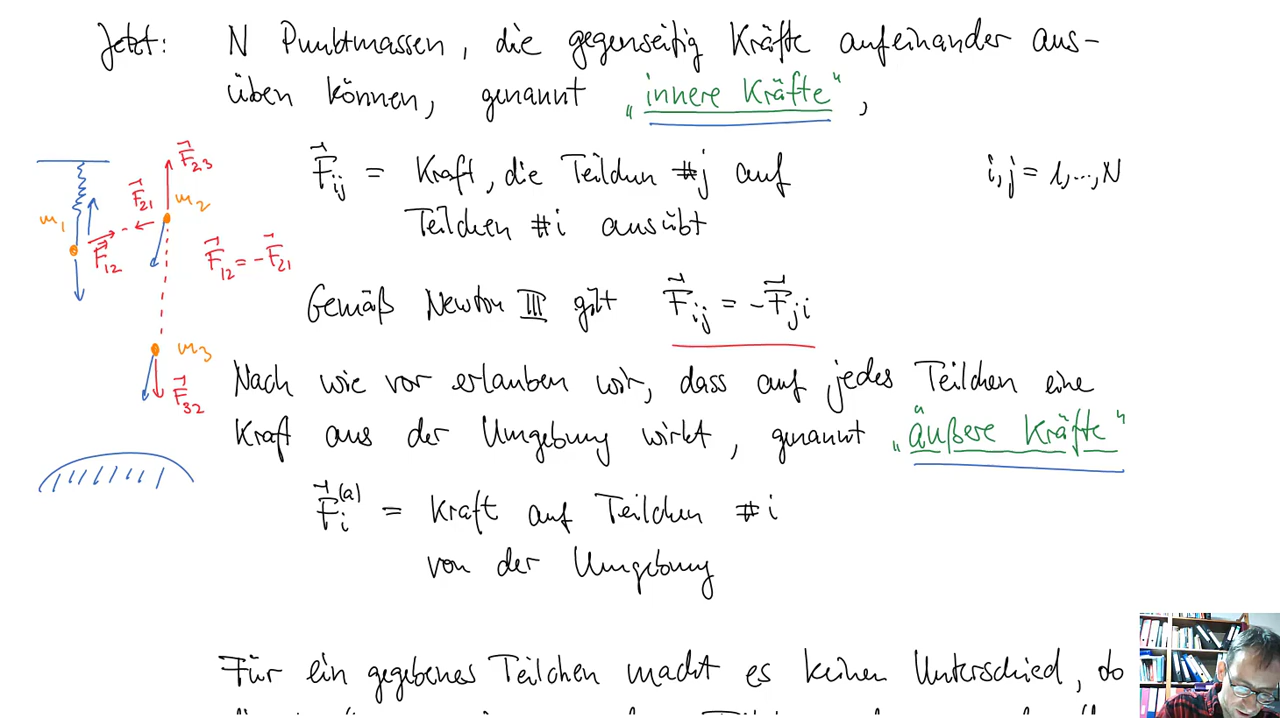 Jetzt: N Punktmassen, die gegenseitig Kräfte aufeinander aus-
üben können, genannt „innere Kräfte",
F⃗ij = Kraft, die Teilchen #j auf i,j = 1,...,N
Teilchen #i ausübt
Gemäß Newton III gilt F⃗ij = -F⃗ji
Nach wie vor erlauben wir, dass auf jedes Teilchen eine
Kraft aus der Umgebung wirkt, genannt „äußere Kräfte"
F⃗i(a) = Kraft auf Teilchen #i
von der Umgebung
Für ein gegebenes Teilchen macht es keinen Unterschied, ob
F⃗23
F⃗21 m2
m1
F⃗12
F⃗12 = -F⃗21
m3
F⃗32